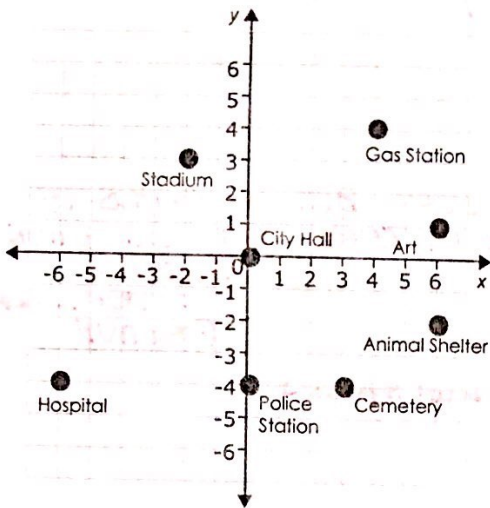 y
6
5
4
Gas Station
3
Stadium
2
1
City Hall
Art
-6 -5 -4 -3 -2 -1 0 1 2 3 4 5 6 x
-1
-2
Animal Shelter
-3
-4
Hospital
Police
Station
Cemetery
-5
-6